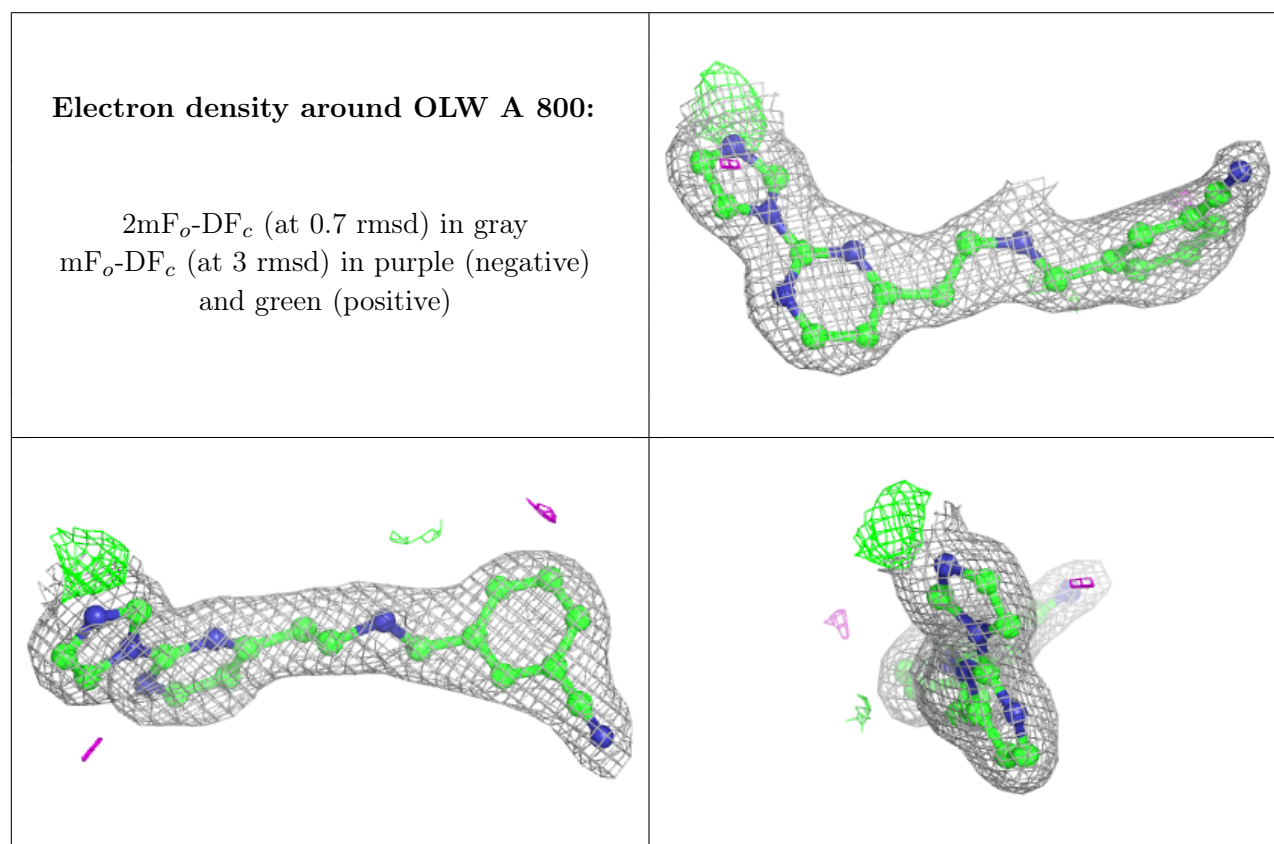 Electron density around OLW A 800:
2mFo-DFc (at 0.7 rmsd) in gray
mFo-DFc (at 3 rmsd) in purple (negative)
and green (positive)